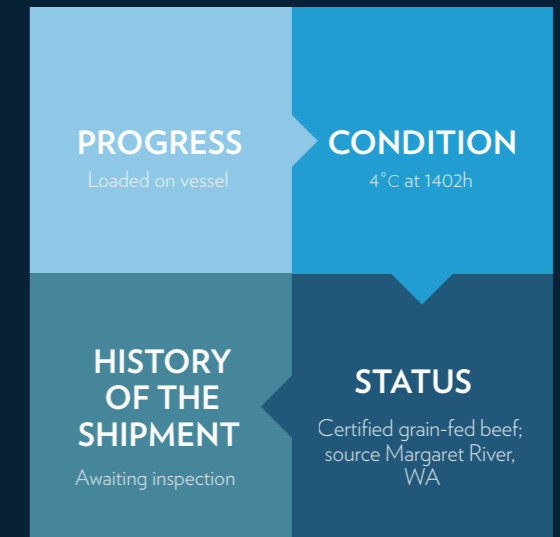 PROGRESS
Loaded on vessel
CONDITION
4°C at 1402h
HISTORY
OF THE
SHIPMENT
Awaiting inspection
STATUS
Certified grain-fed beef;
source Margaret River,
WA